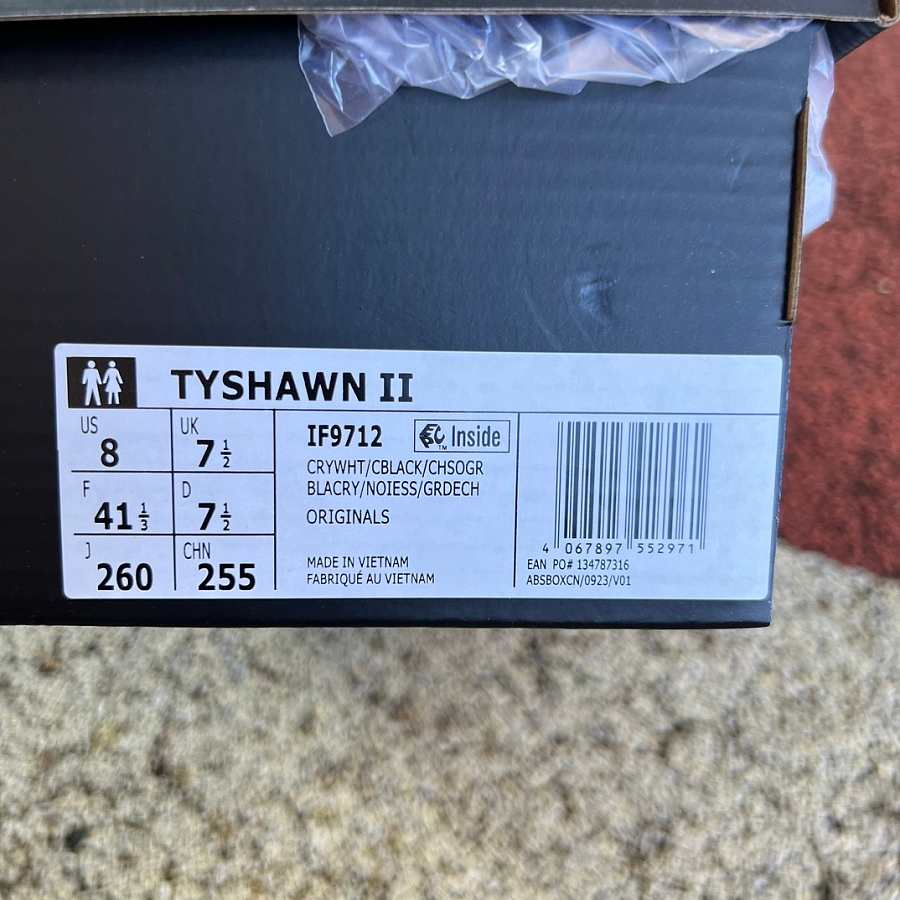 TYSHAWN II
US 8
UK 7 1/2
F 41 1/3
D 7 1/2
J 260
CHN 255
IF9712
Inside
TM
CRYWHT/CBLACK/CHSOGR
BLACRY/NOIESS/GRDECH
ORIGINALS
MADE IN VIETNAM
FABRIQUÉ AU VIETNAM
4 067897 552971
EAN PO# 134787316
ABSBOXCN/0923/V01